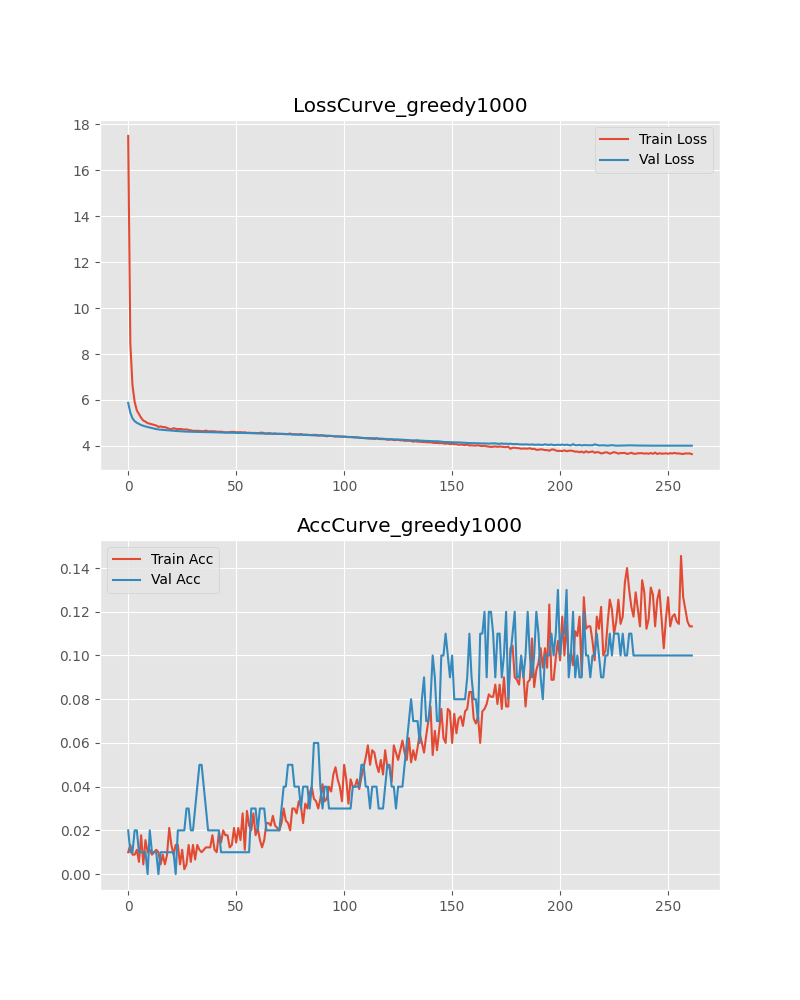 LossCurve_greedy1000
18
16
14
12
10
8
6
4
Train Loss
Val Loss
0 50 100 150 200 250
AccCurve_greedy1000
0.14
0.12
0.10
0.08
0.06
0.04
0.02
0.00
Train Acc
Val Acc
0 50 100 150 200 250